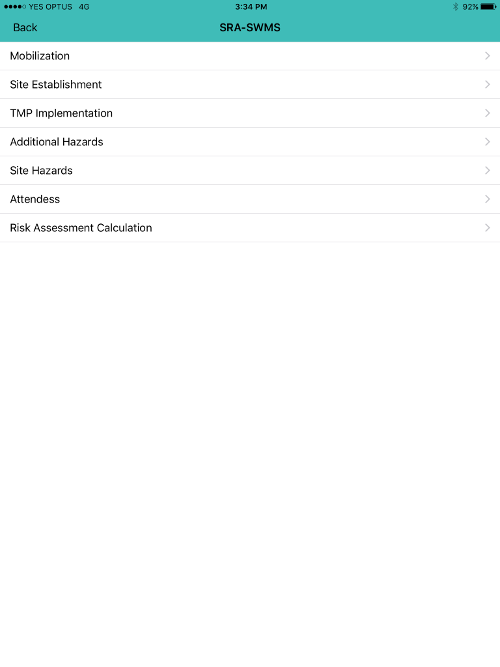 YES OPTUS 4G 3:34 PM 92%
Back SRA-SWMS
Mobilization
Site Establishment
TMP Implementation
Additional Hazards
Site Hazards
Attendess
Risk Assessment Calculation